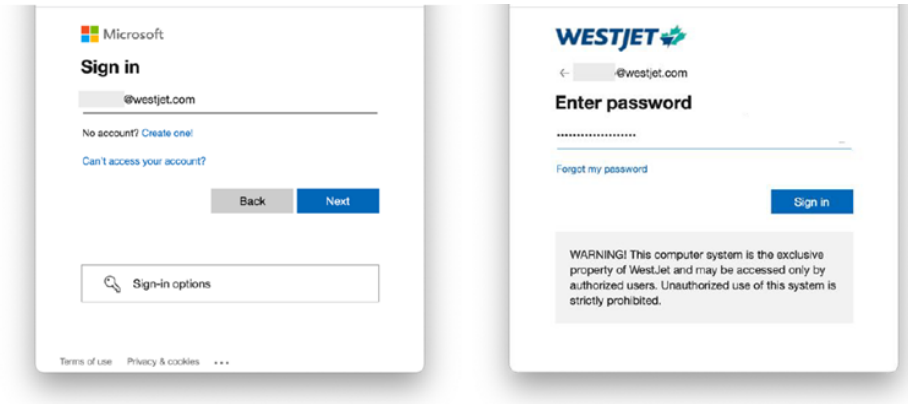 Microsoft
Sign in
@westjet.com
No account? Create one!
Can't access your account?
Back
Next
Sign-in options
Terms of use Privacy & cookies ...
WESTJET
@westjet.com
Enter password
Forgot my password
Sign in
WARNING! This computer system is the exclusive
property of WestJet and may be accessed only by
authorized users. Unauthorized use of this system is
strictly prohibited.